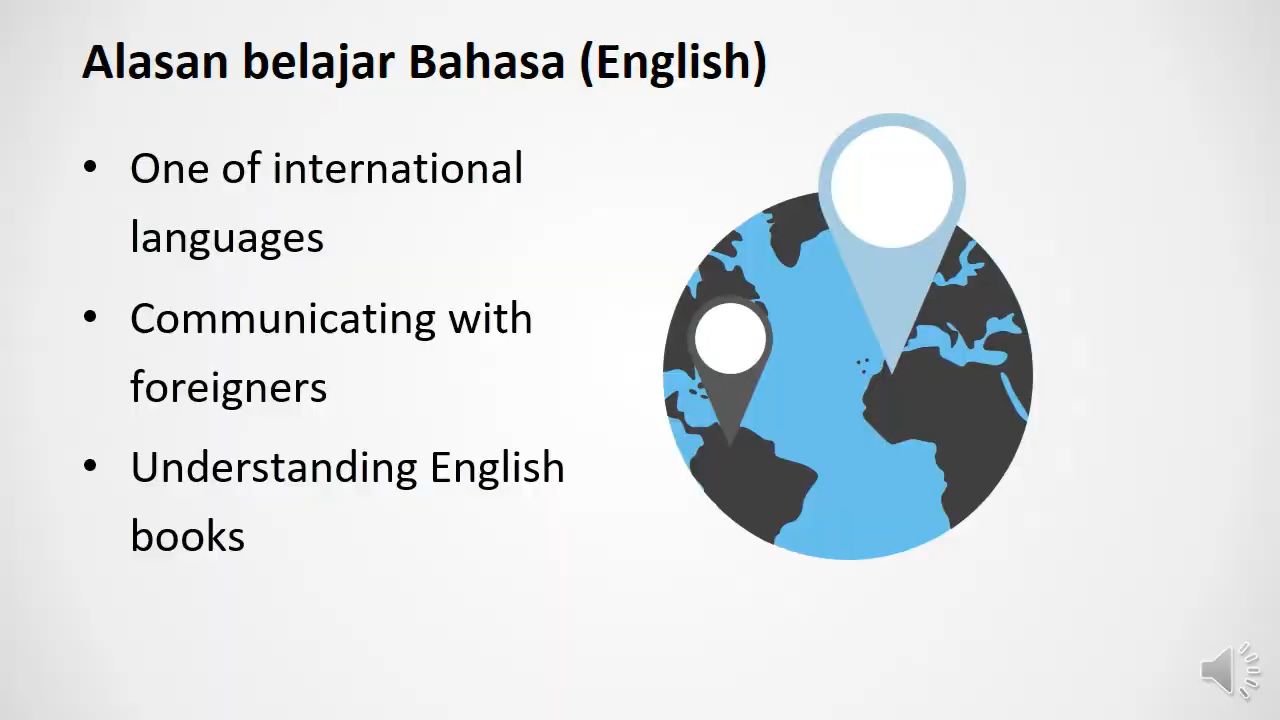 Alasan belajar Bahasa (English)
• One of international
languages
• Communicating with
foreigners
• Understanding English
books